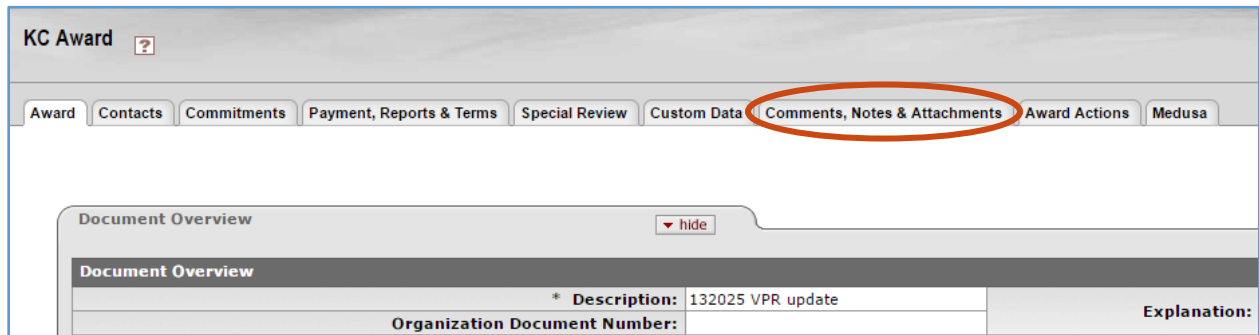 KC Award ?
Award Contacts Commitments Payment, Reports & Terms Special Review Custom Data Comments, Notes & Attachments Award Actions Medusa
Document Overview hide
Document Overview
* Description: 132025 VPR update Explanation:
Organization Document Number: